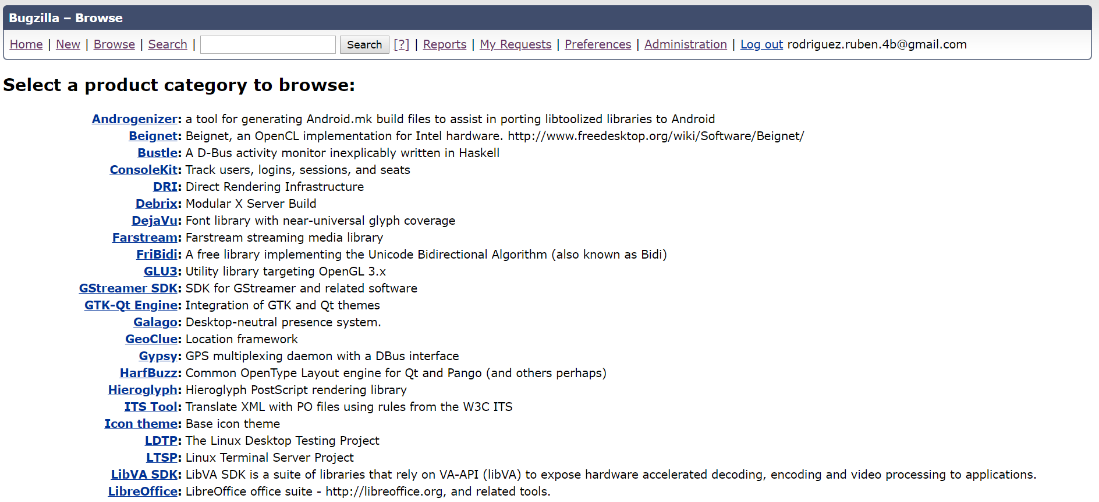 Bugzilla – Browse
Home | New | Browse | Search | Search [?] | Reports | My Requests | Preferences | Administration | Log out rodriguez.ruben.4b@gmail.com
Select a product category to browse:
Androgenizer: a tool for generating Android.mk build files to assist in porting libtoolized libraries to Android
Beignet: Beignet, an OpenCL implementation for Intel hardware. http://www.freedesktop.org/wiki/Software/Beignet/
Bustle: A D-Bus activity monitor inexplicably written in Haskell
ConsoleKit: Track users, logins, sessions, and seats
DRI: Direct Rendering Infrastructure
Debrix: Modular X Server Build
DejaVu: Font library with near-universal glyph coverage
Farstream: Farstream streaming media library
FriBidi: A free library implementing the Unicode Bidirectional Algorithm (also known as Bidi)
GLU3: Utility library targeting OpenGL 3.x
GStreamer SDK: SDK for GStreamer and related software
GTK-Qt Engine: Integration of GTK and Qt themes
Galago: Desktop-neutral presence system.
GeoClue: Location framework
Gypsy: GPS multiplexing daemon with a DBus interface
HarfBuzz: Common OpenType Layout engine for Qt and Pango (and others perhaps)
Hieroglyph: Hieroglyph PostScript rendering library
ITS Tool: Translate XML with PO files using rules from the W3C ITS
Icon theme: Base icon theme
LDTP: The Linux Desktop Testing Project
LTSP: Linux Terminal Server Project
LibVA SDK: LibVA SDK is a suite of libraries that rely on VA-API (libVA) to expose hardware accelerated decoding, encoding and video processing to applications.
LibreOffice: LibreOffice office suite - http://libreoffice.org, and related tools.